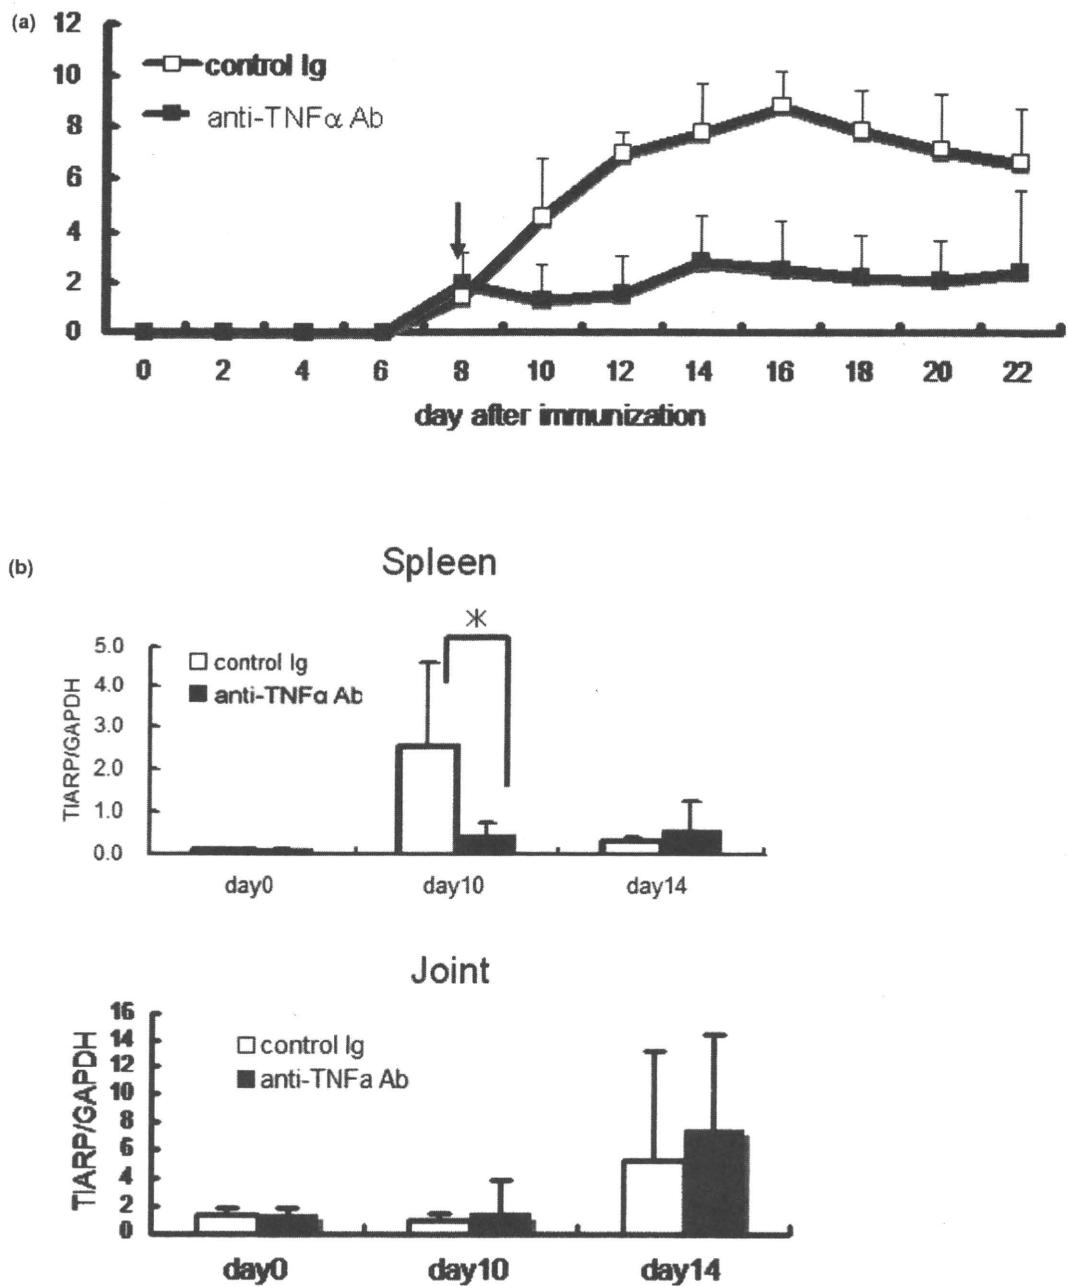 (a)
12
10
8
6
4
2
0
control Ig
anti-TNFα Ab
0 2 4 6 8 10 12 14 16 18 20 22
day after immunization
(b)
Spleen
*
TIARP/GAPDH
5.0
4.0
3.0
2.0
1.0
0.0
control Ig
anti-TNFα Ab
day0 day10 day14
Joint
TIARP/GAPDH
16
14
12
10
8
6
4
2
0
control Ig
anti-TNFa Ab
day0 day10 day14